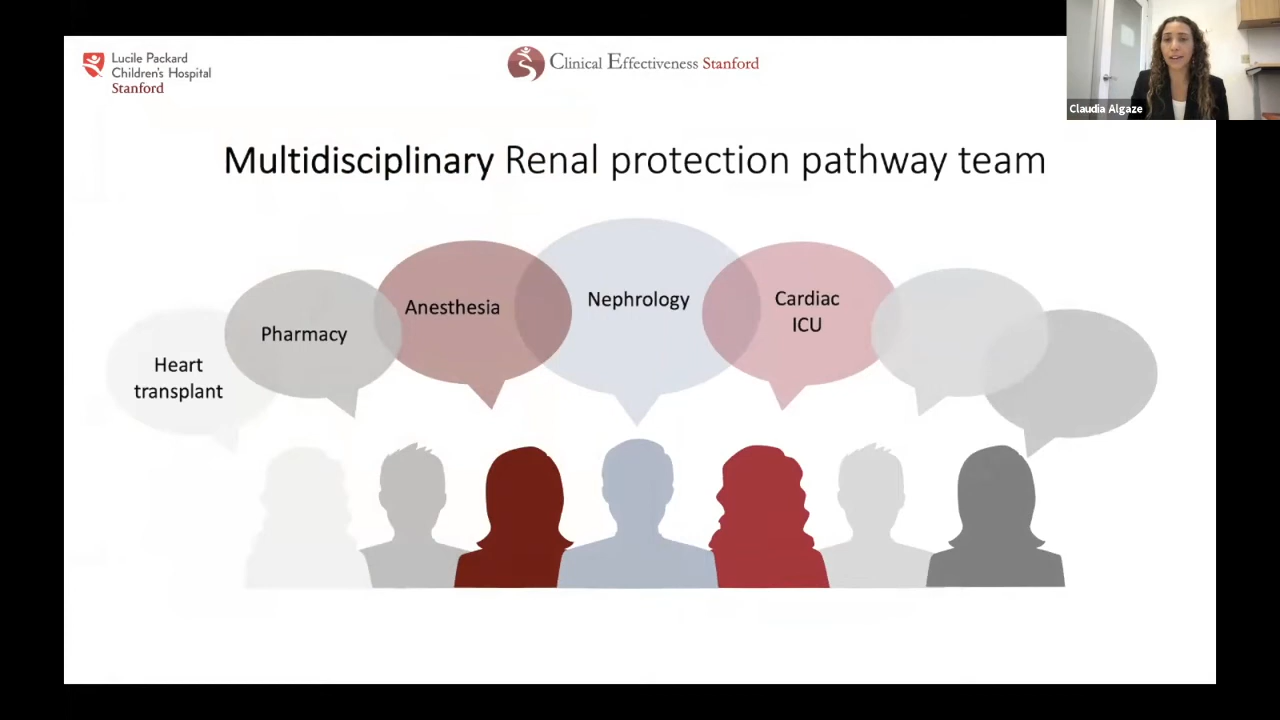 Lucile Packard
Children's Hospital
Stanford
Clinical Effectiveness Stanford
Claudia Algaze
Multidisciplinary Renal protection pathway team
Heart
transplant
Pharmacy
Anesthesia
Nephrology
Cardiac
ICU